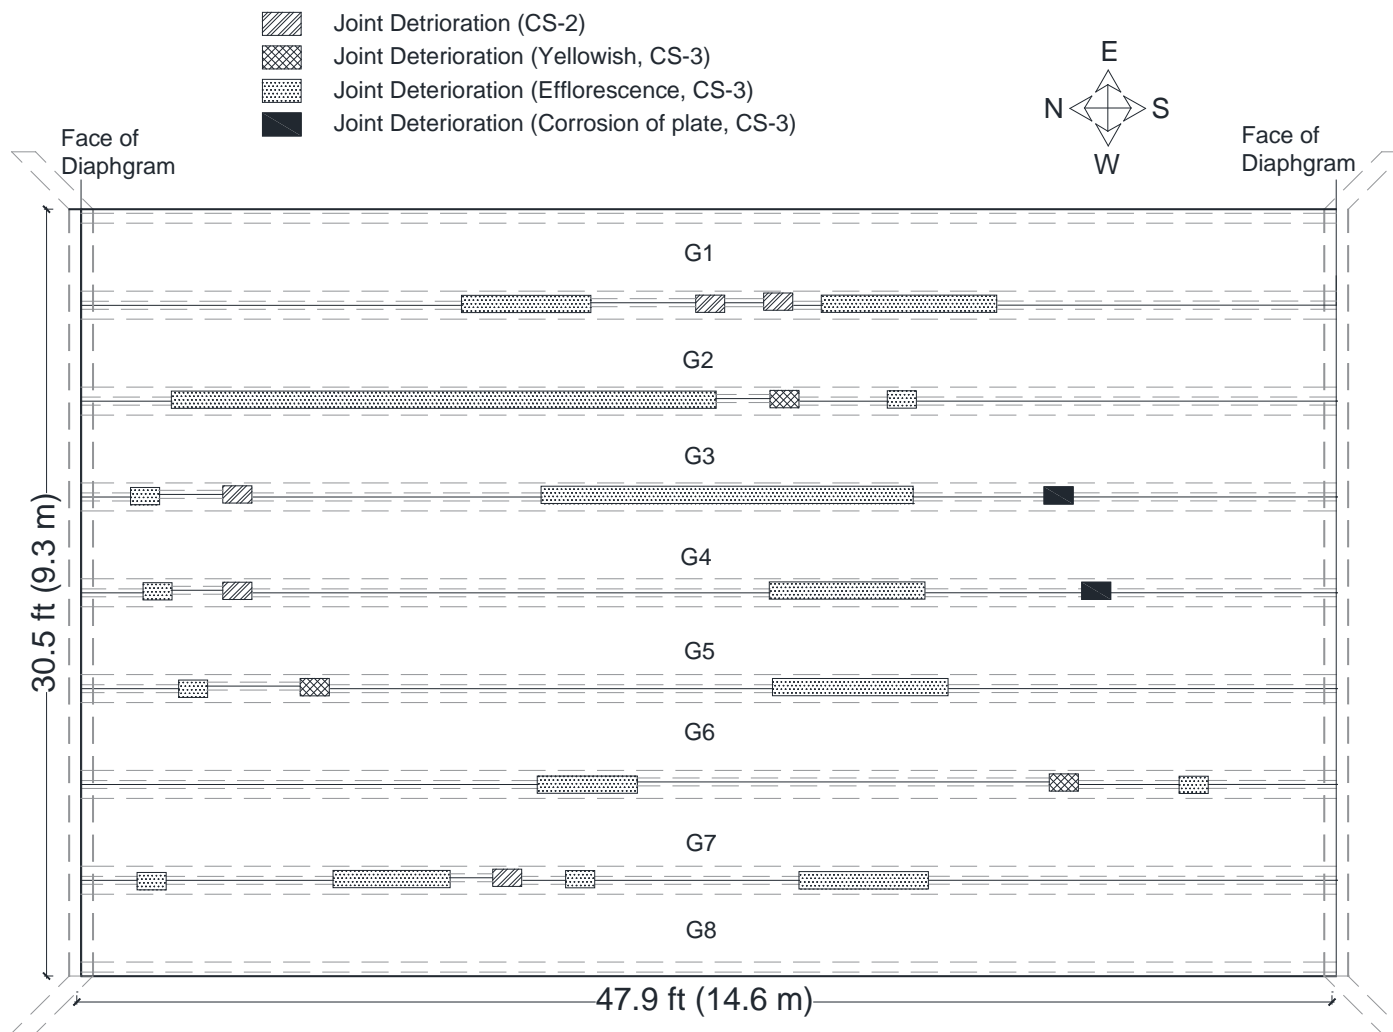 Joint Detrioration (CS-2)
Joint Deterioration (Yellowish, CS-3)
Joint Deterioration (Efflorescence, CS-3)
Joint Deterioration (Corrosion of plate, CS-3)
E
N
S
W
Face of
Diaphgram
Face of
Diaphgram
G1
G2
G3
G4
G5
G6
G7
G8
30.5 ft (9.3 m)
47.9 ft (14.6 m)